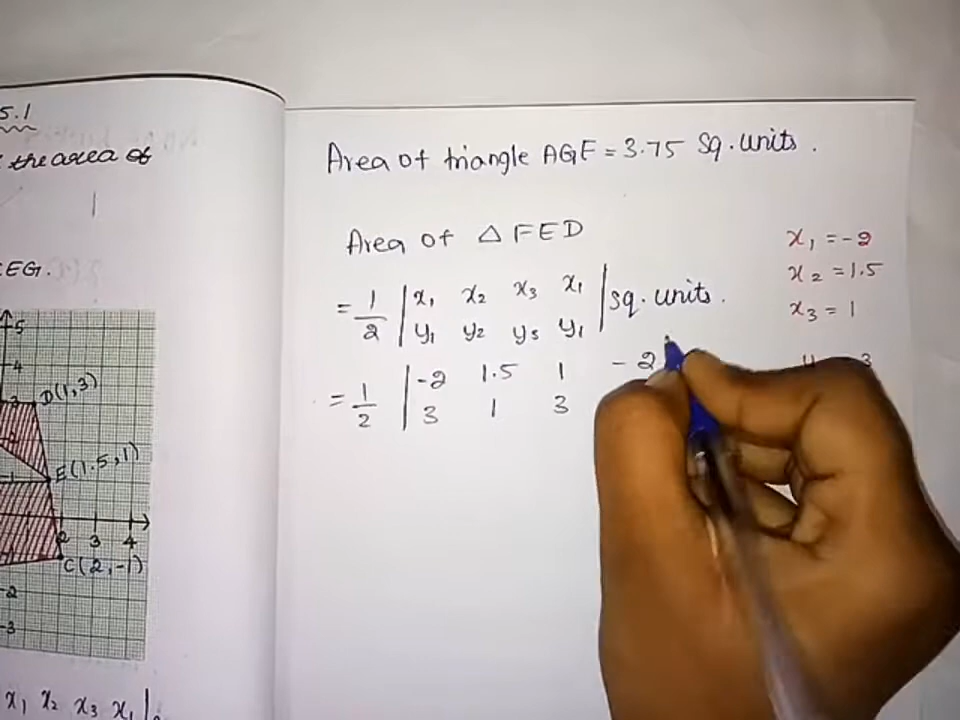 5.1
the area of
CEG.
5
4
D(1,3)
E(1.5,1)
2 3 4
C(2,-1)
-2
-3
x1 x2 x3 x1
Area of triangle AGF = 3.75 sq.units.
Area of △ FED
= 1/2 | x1 x2 x3 x1 | sq. units.
y1 y2 y3 y1
= 1/2 | -2 1.5 1 -2
3 1 3
x1 = -2
x2 = 1.5
x3 = 1